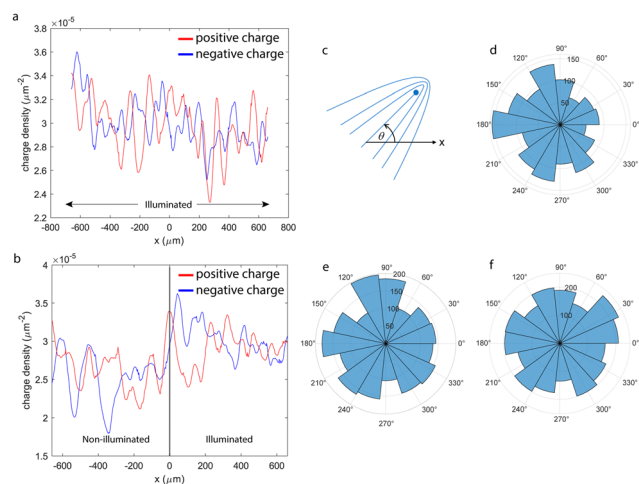 a
3.8
×10⁻⁵
positive charge
negative charge
3.6
3.4
3.2
3
2.8
2.6
2.4
2.2
charge density (μm⁻²)
Illuminated
-800 -600 -400 -200 0 200 400 600 800
x (μm)
b
4
×10⁻⁵
positive charge
negative charge
3.5
3
2.5
2
1.5
charge density (μm⁻²)
Non-illuminated
Illuminated
-600 -400 -200 0 200 400 600
x (μm)
c
θ
x
d
90°
120° 60°
150
100
150° 30°
50
180° 0°
210° 330°
240° 300°
270°
e
90°
120° 60°
200
150
150° 30°
100
50
180° 0°
210° 330°
240° 300°
270°
f
90°
120° 60°
200
150° 30°
100
180° 0°
210° 330°
240° 300°
270°